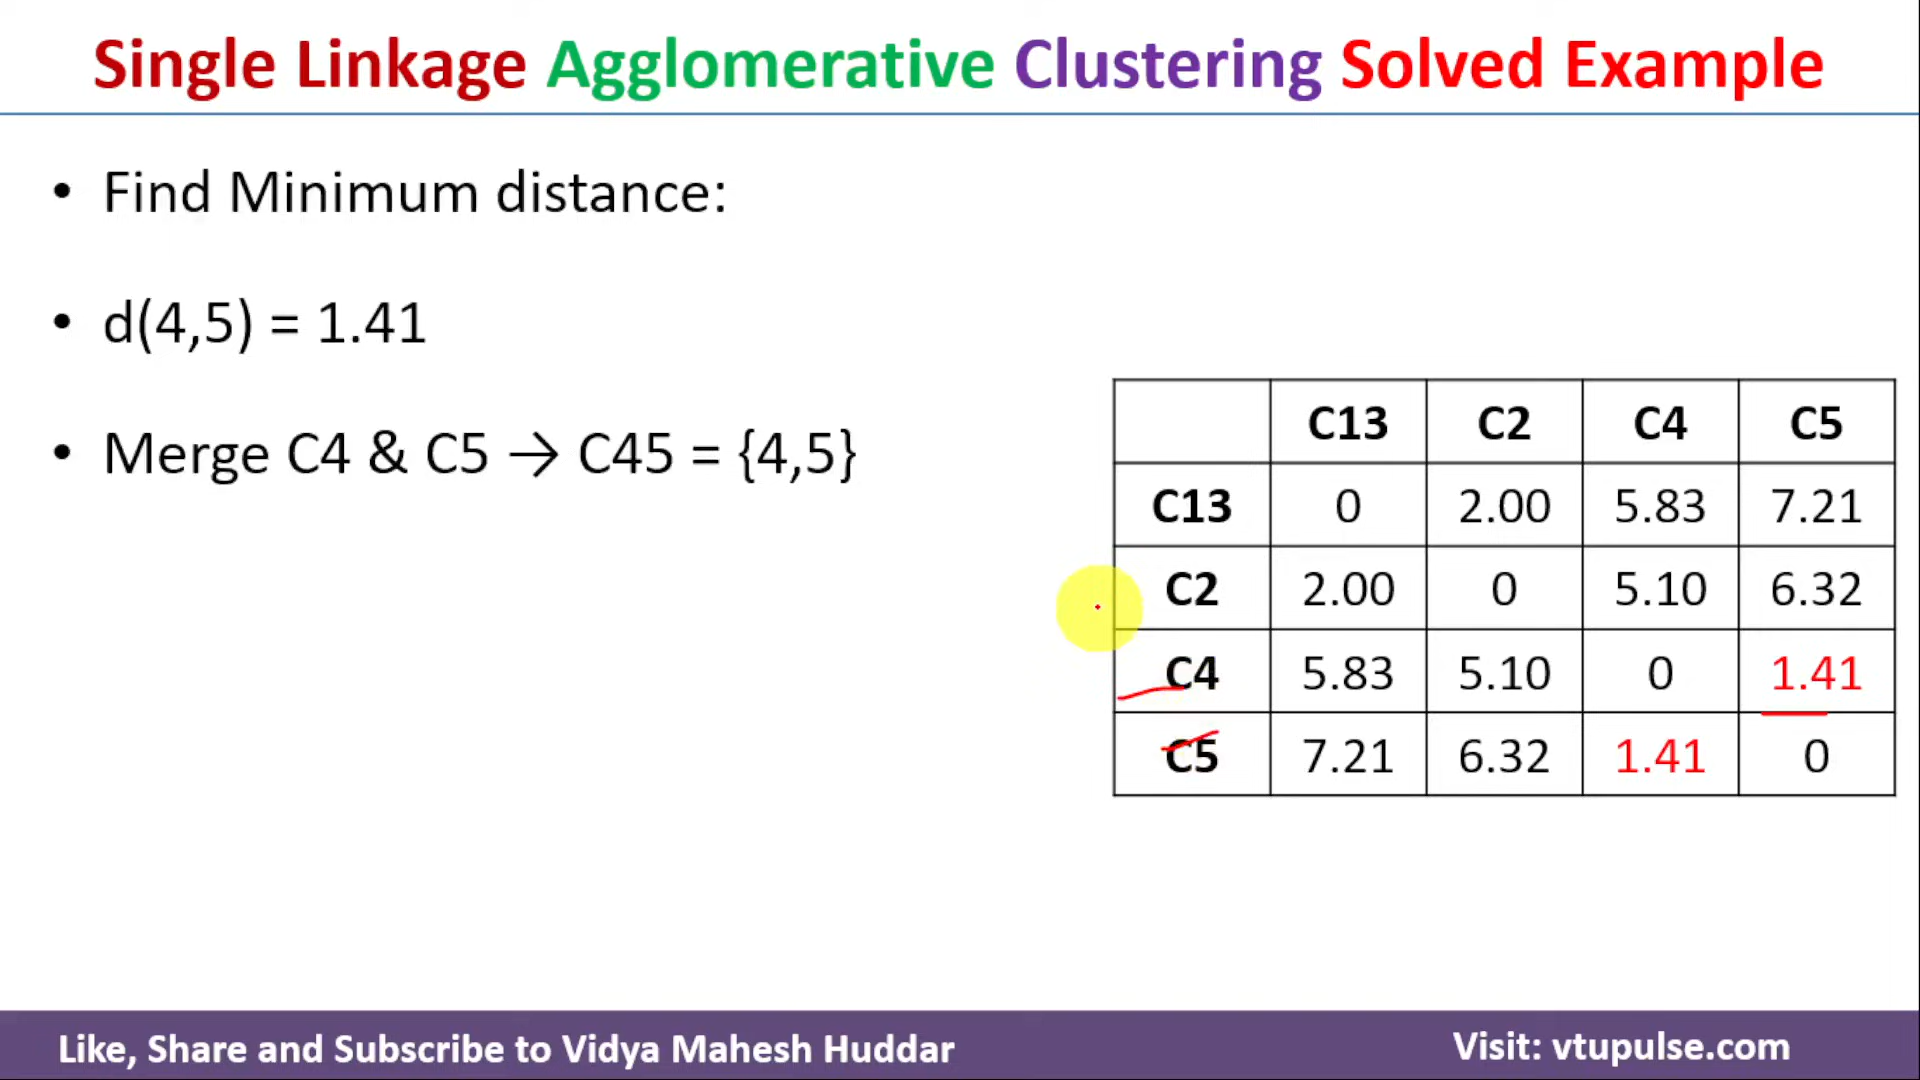 Single Linkage Agglomerative Clustering Solved Example
• Find Minimum distance:
• d(4,5) = 1.41
• Merge C4 & C5 → C45 = {4,5}
C13 C2 C4 C5
C13 0 2.00 5.83 7.21
C2 2.00 0 5.10 6.32
C4 5.83 5.10 0 1.41
C5 7.21 6.32 1.41 0
Like, Share and Subscribe to Vidya Mahesh Huddar
Visit: vtupulse.com